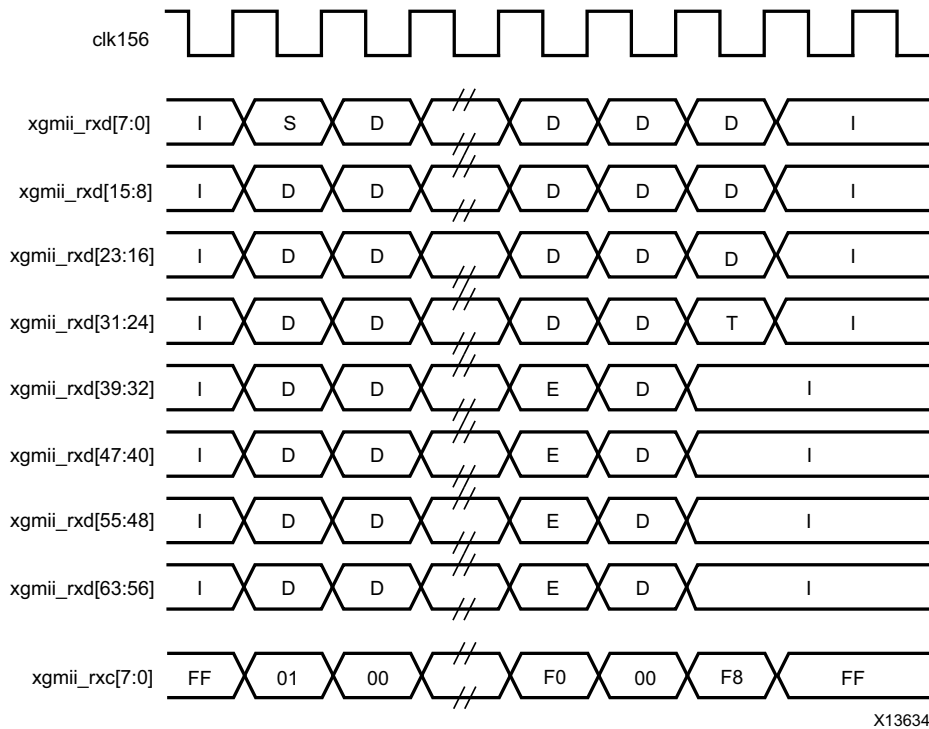 clk156
xgmii_rxd[7:0] I S D D D D I
xgmii_rxd[15:8] I D D D D D I
xgmii_rxd[23:16] I D D D D D I
xgmii_rxd[31:24] I D D D D T I
xgmii_rxd[39:32] I D D E D I
xgmii_rxd[47:40] I D D E D I
xgmii_rxd[55:48] I D D E D I
xgmii_rxd[63:56] I D D E D I
xgmii_rxc[7:0] FF 01 00 F0 00 F8 FF
X13634